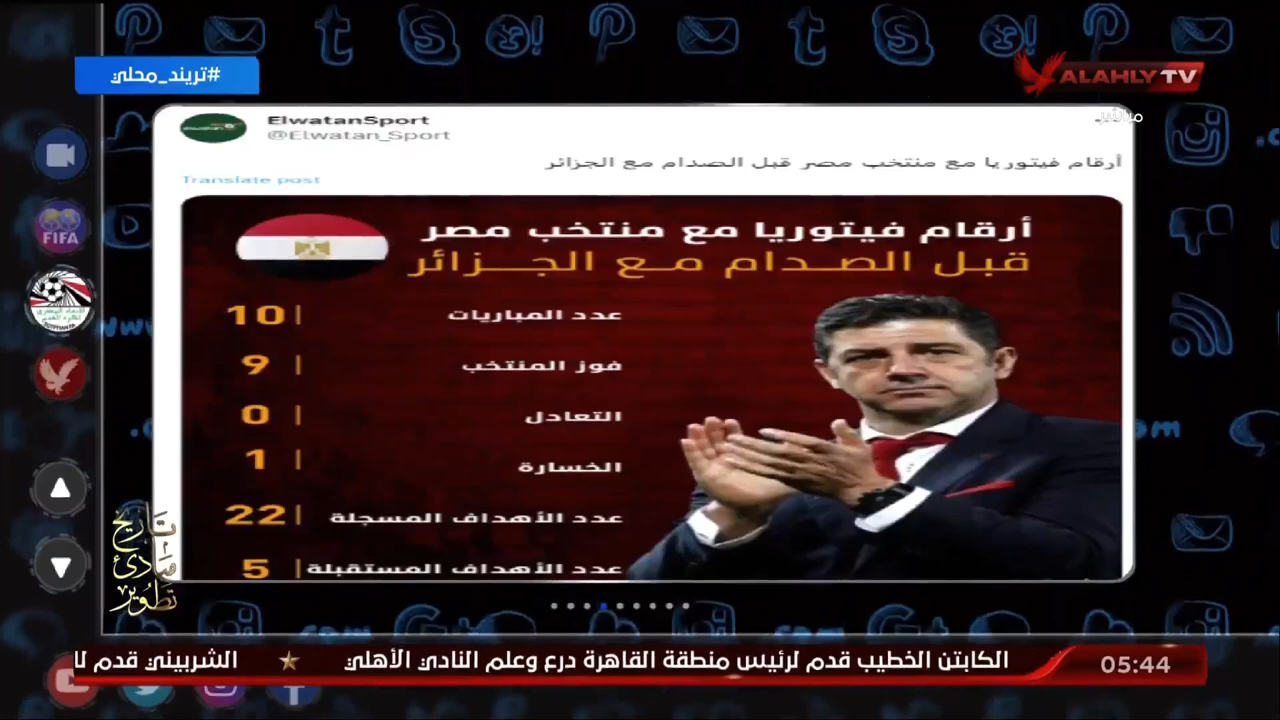 #تريند_محلي
ALAHLY TV
مباشر
ElwatanSport
@Elwatan_Sport
أرقام فيتوريا مع منتخب مصر قبل الصدام مع الجزائر
Translate post
أرقام فيتوريا مع منتخب مصر
قبل الصدام مع الجزائر
عدد المباريات 10
فوز المنتخب 9
التعادل 0
الخسارة 1
عدد الأهداف المسجلة 22
عدد الأهداف المستقبلة 5
FIFA
تاريخ
مبادئ
تطوير
الكابتن الخطيب قدم لرئيس منطقة القاهرة درع وعلم النادي الأهلي
الشربيني قدم
05:44